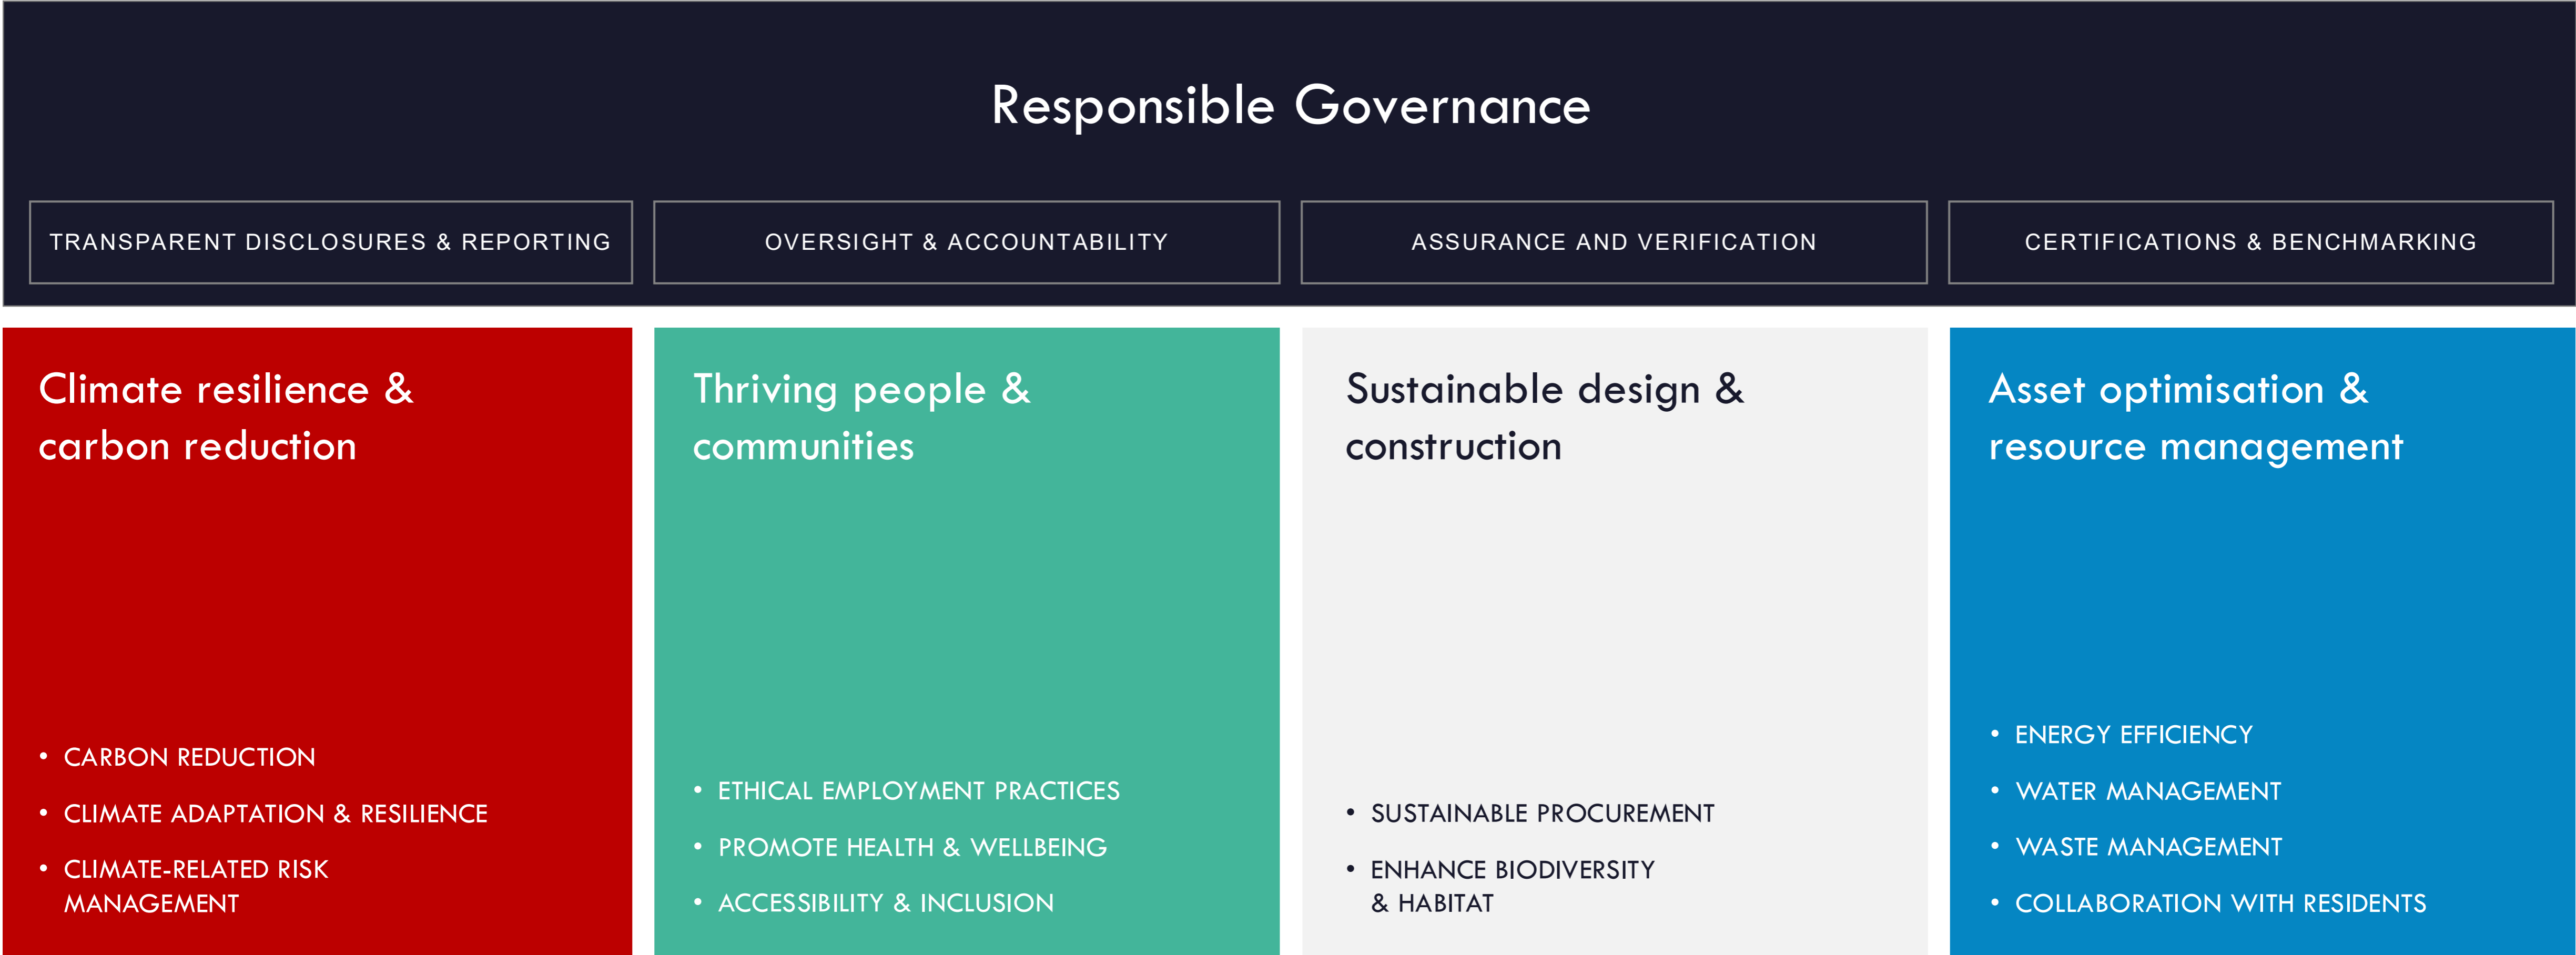 Responsible Governance
TRANSPARENT DISCLOSURES & REPORTING
OVERSIGHT & ACCOUNTABILITY
ASSURANCE AND VERIFICATION
CERTIFICATIONS & BENCHMARKING
Climate resilience &
carbon reduction
• CARBON REDUCTION
• CLIMATE ADAPTATION & RESILIENCE
• CLIMATE-RELATED RISK
MANAGEMENT
Thriving people &
communities
• ETHICAL EMPLOYMENT PRACTICES
• PROMOTE HEALTH & WELLBEING
• ACCESSIBILITY & INCLUSION
Sustainable design &
construction
• SUSTAINABLE PROCUREMENT
• ENHANCE BIODIVERSITY
& HABITAT
Asset optimisation &
resource management
• ENERGY EFFICIENCY
• WATER MANAGEMENT
• WASTE MANAGEMENT
• COLLABORATION WITH RESIDENTS